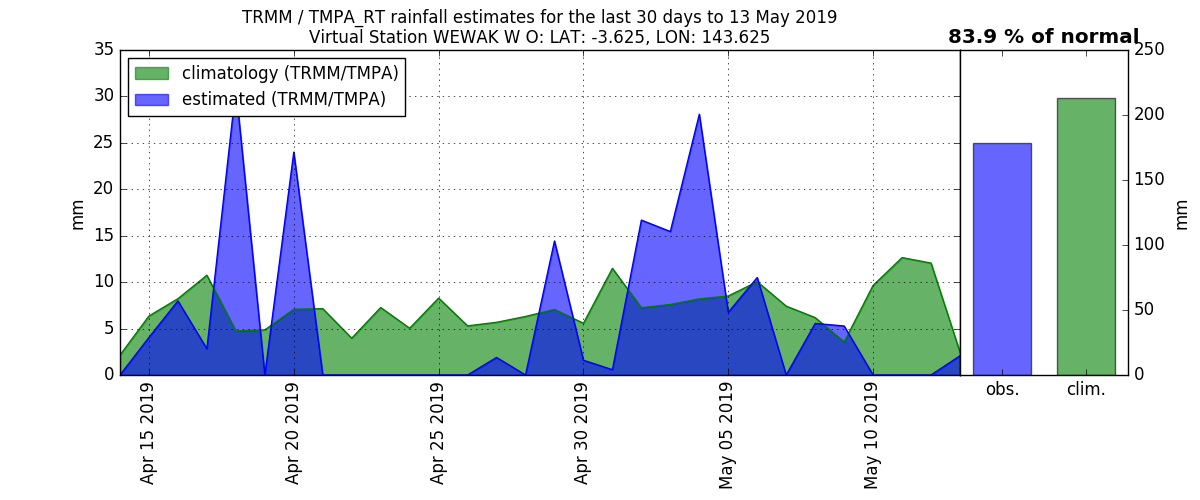 TRMM / TMPA_RT rainfall estimates for the last 30 days to 13 May 2019
Virtual Station WEWAK W O: LAT: -3.625, LON: 143.625
83.9 % of normal
climatology (TRMM/TMPA)
estimated (TRMM/TMPA)
35
30
25
20
15
10
5
0
mm
Apr 15 2019
Apr 20 2019
Apr 25 2019
Apr 30 2019
May 05 2019
May 10 2019
obs.
clim.
250
200
150
100
50
0
mm